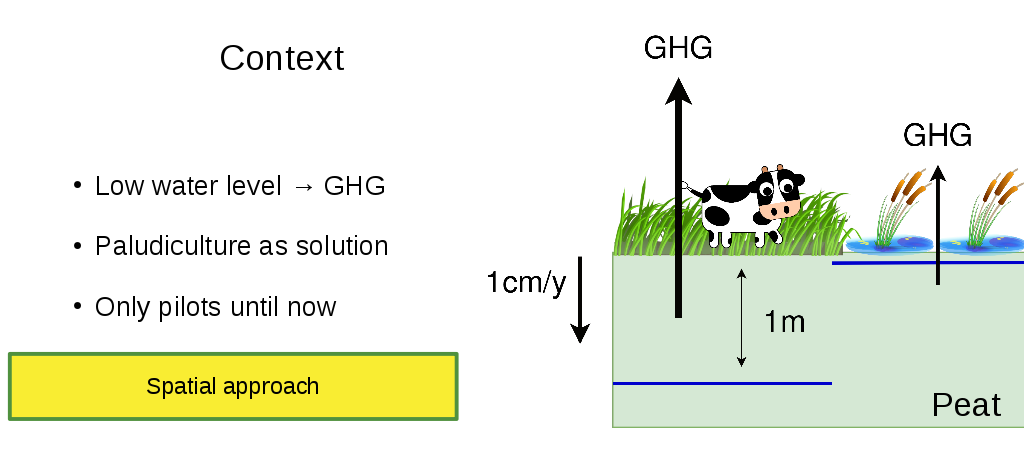 Context
• Low water level → GHG
• Paludiculture as solution
• Only pilots until now
Spatial approach
GHG
GHG
1cm/y
1m
Peat